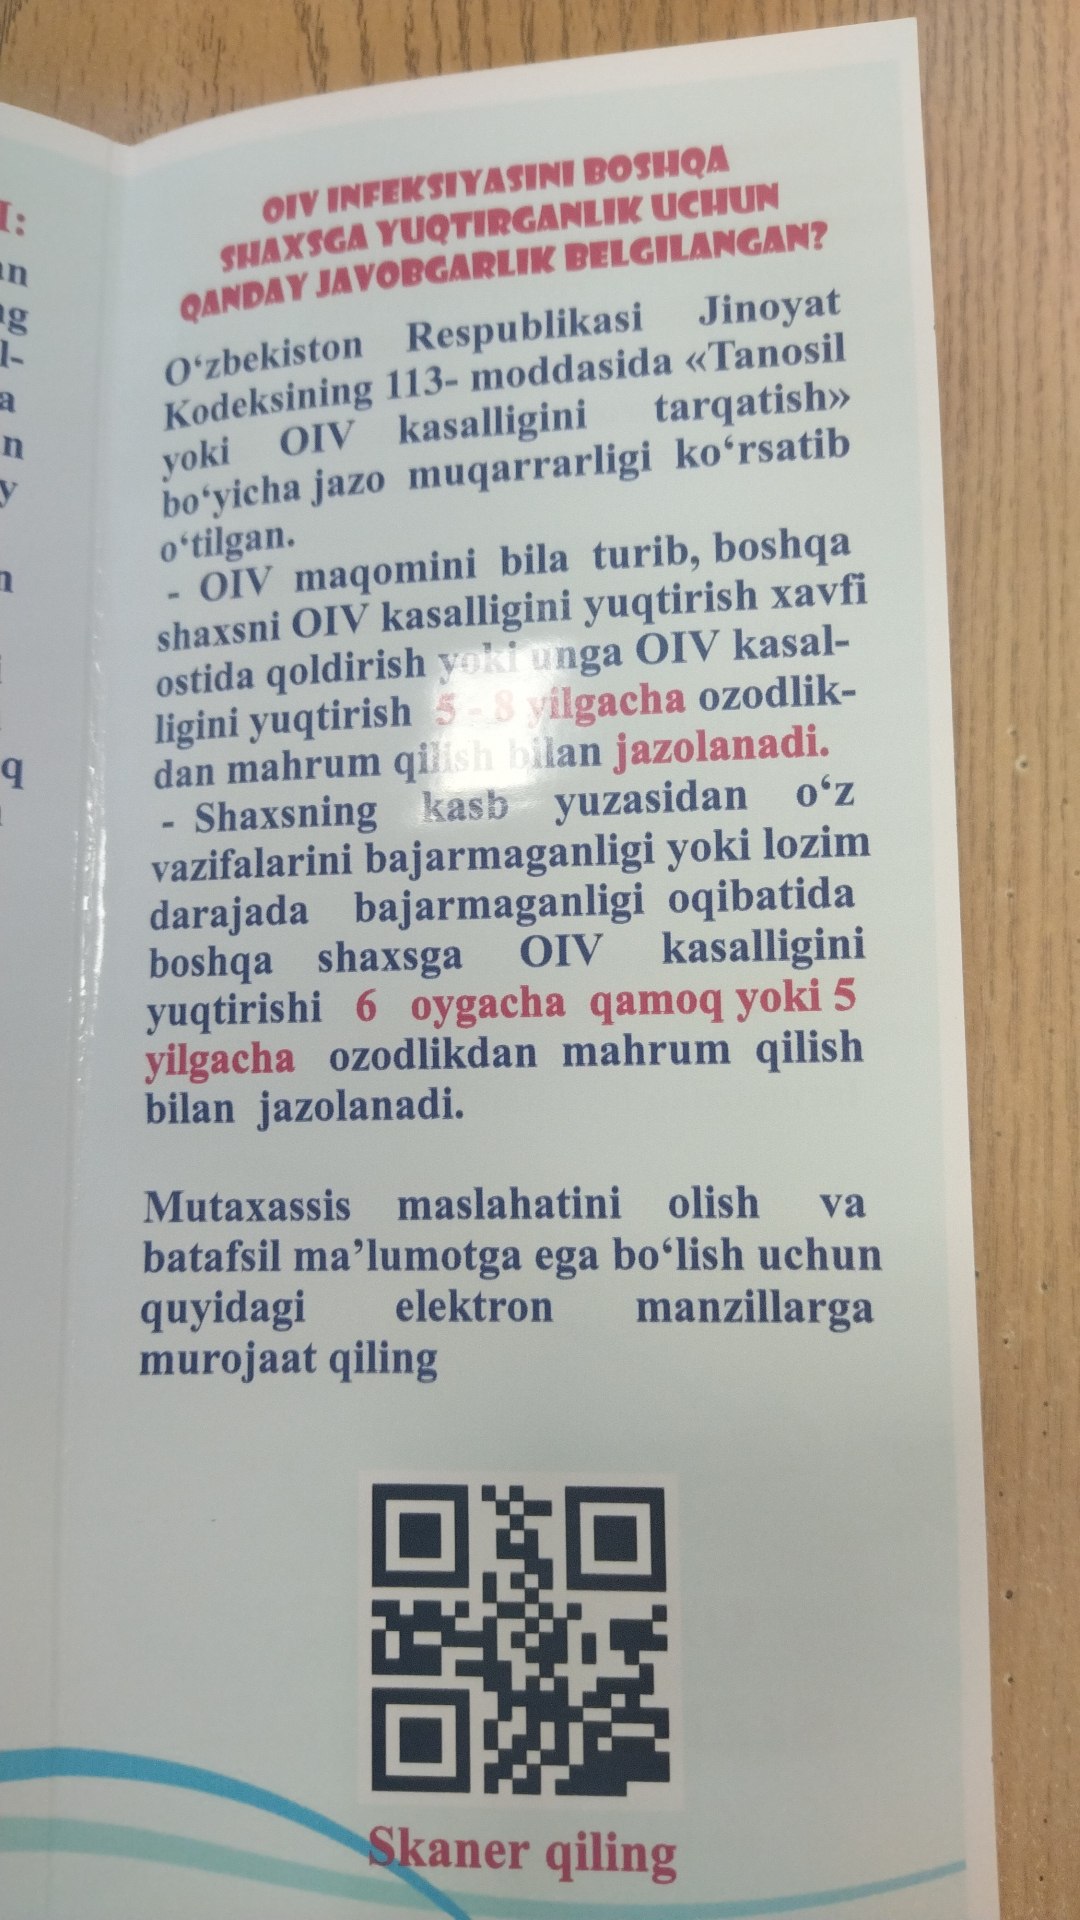 I:
OIV INFEKSIYASINI BOSHQA
SHAXSGA YUQTIRGANLIK UCHUN
QANDAY JAVOBGARLIK BELGILANGAN?
O‘zbekiston Respublikasi Jinoyat
Kodeksining 113- moddasida «Tanosil
yoki OIV kasalligini tarqatish»
bo‘yicha jazo muqarrarligi ko‘rsatib
o‘tilgan.
- OIV maqomini bila turib, boshqa
shaxsni OIV kasalligini yuqtirish xavfi
ostida qoldirish yoki unga OIV kasal-
ligini yuqtirish 5 - 8 yilgacha ozodlik-
dan mahrum qilish bilan jazolanadi.
- Shaxsning kasb yuzasidan o‘z
vazifalarini bajarmaganligi yoki lozim
darajada bajarmaganligi oqibatida
boshqa shaxsga OIV kasalligini
yuqtirishi 6 oygacha qamoq yoki 5
yilgacha ozodlikdan mahrum qilish
bilan jazolanadi.
Mutaxassis maslahatini olish va
batafsil ma’lumotga ega bo‘lish uchun
quyidagi elektron manzillarga
murojaat qiling
Skaner qiling